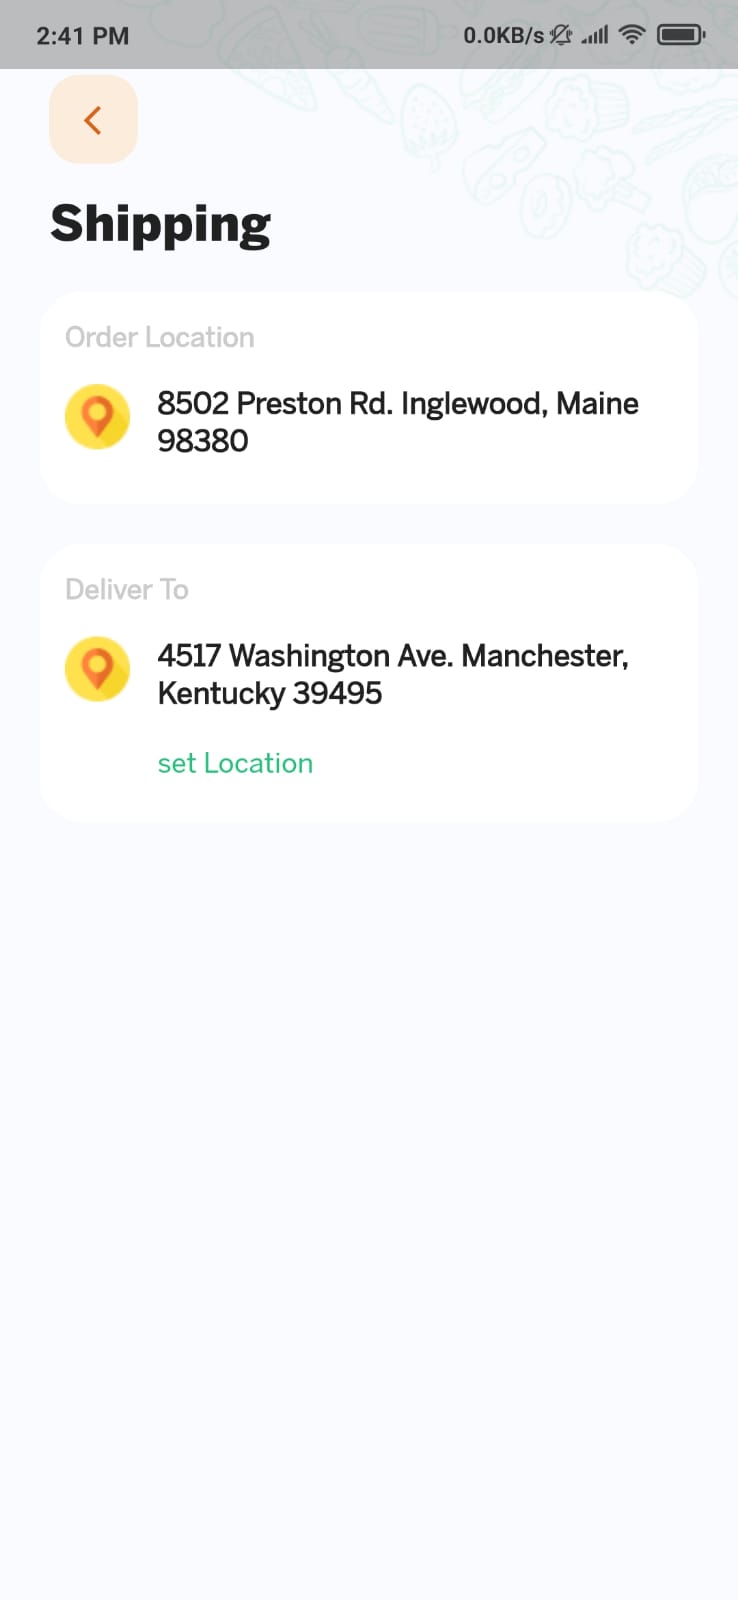 2:41 PM
0.0KB/s
Shipping
Order Location
8502 Preston Rd. Inglewood, Maine
98380
Deliver To
4517 Washington Ave. Manchester,
Kentucky 39495
set Location